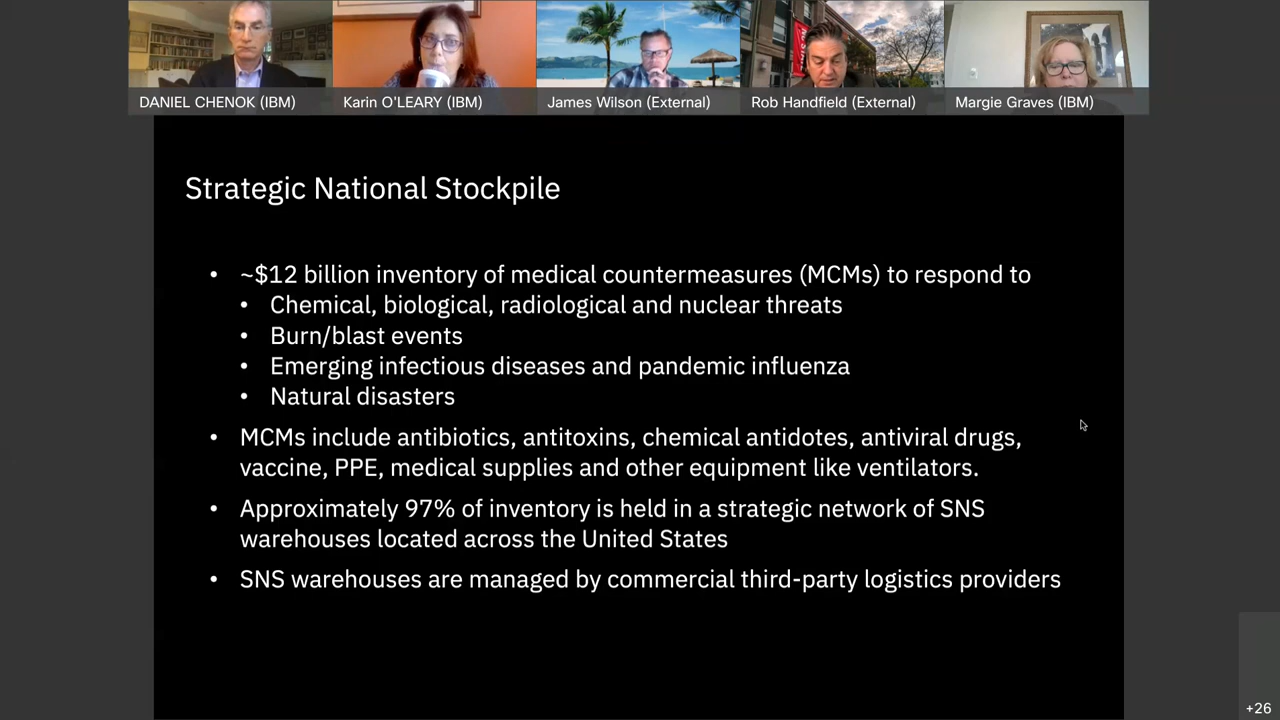 DANIEL CHENOK (IBM)
Karin O'LEARY (IBM)
James Wilson (External)
Rob Handfield (External)
Margie Graves (IBM)
Strategic National Stockpile
• ~$12 billion inventory of medical countermeasures (MCMs) to respond to
• Chemical, biological, radiological and nuclear threats
• Burn/blast events
• Emerging infectious diseases and pandemic influenza
• Natural disasters
• MCMs include antibiotics, antitoxins, chemical antidotes, antiviral drugs,
vaccine, PPE, medical supplies and other equipment like ventilators.
• Approximately 97% of inventory is held in a strategic network of SNS
warehouses located across the United States
• SNS warehouses are managed by commercial third-party logistics providers
+26